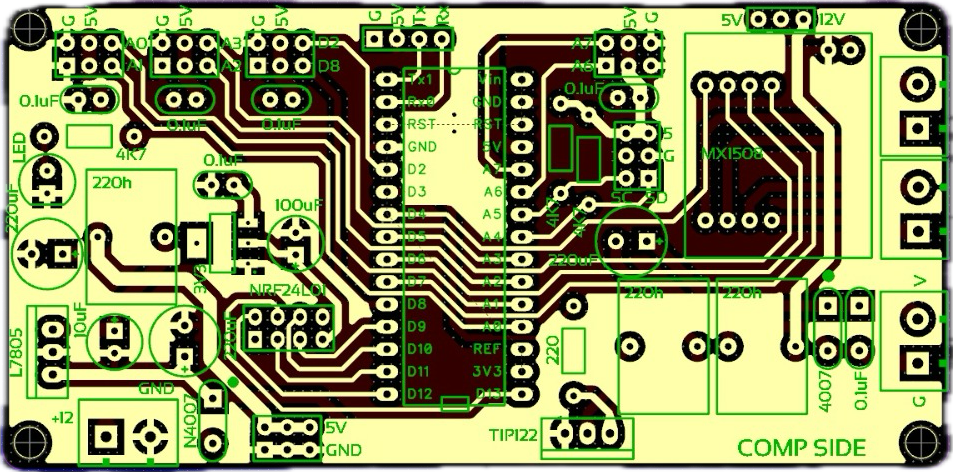 G 5V
G 5V
G 5V
G 5V Tx Rx
5V G
5V 12V
A0 A1
A3 A2
D2 D8
A7 A6
0.1uF
0.1uF
0.1uF
0.1uF
0.1uF
LED
4K7
220uF
220h
100uF
3V3
NRF24L01
220uF
10uF
L7805
GND
+12
N4007
5V
GND
Tx1 Vin
Rx0 GND
RST RST
GND 5V
D2 A7
D3 A6
D4 A5
D5 A4
D6 A3
D7 A2
D8 A1
D9 A0
D10 REF
D11 3V3
D12 D13
5
G
SC SD
4K7
4K7
MX1508
220uF
220h
220h
220
TIP122
4007
0.1uF
V
G
COMP SIDE